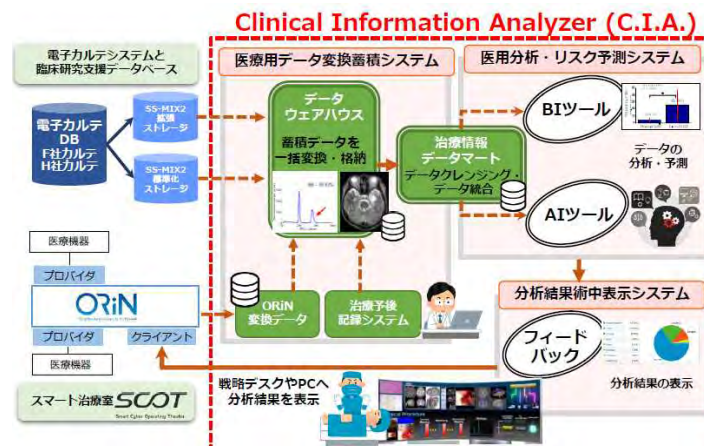 Clinical Information Analyzer (C.I.A.)
電子カルテシステムと
臨床研究支援データベース
電子カルテ
DB
F社カルテ
H社カルテ
SS-MIX2
拡張
ストレージ
SS-MIX2
標準化
ストレージ
医療機器
プロバイダ
ORiN
プロバイダ
クライアント
医療機器
スマート治療室 SCOT
Smart Cyber Operating Theater
医療用データ変換蓄積システム
データ
ウェアハウス
蓄積データを
一括変換・格納
治療情報
データマート
データクレンジング・
データ統合
ORiN
変換データ
治療予後
記録システム
医用分析・リスク予測システム
BIツール
データの
分析・予測
AIツール
分析結果術中表示システム
フィード
バック
分析結果の表示
戦略デスクやPCへ
分析結果を表示